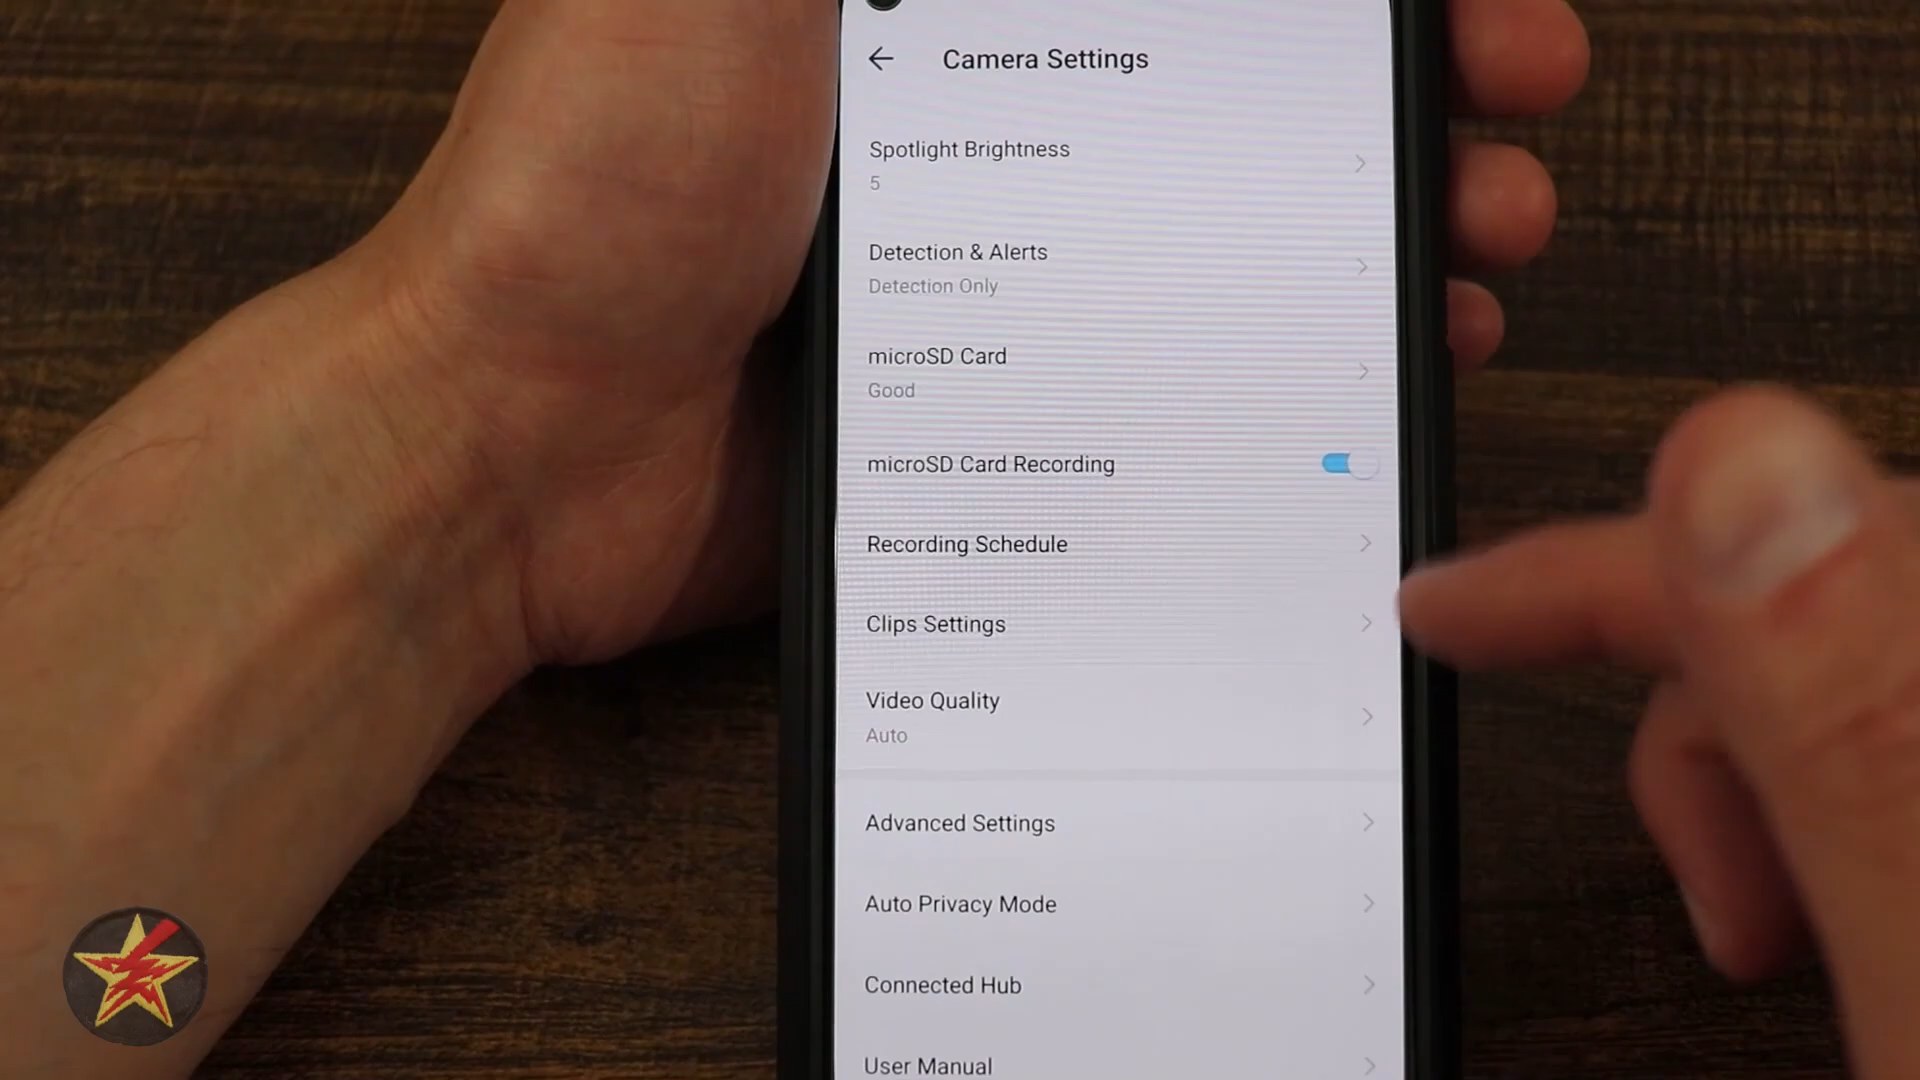 Camera Settings
Spotlight Brightness
5
Detection & Alerts
Detection Only
microSD Card
Good
microSD Card Recording
Recording Schedule
Clips Settings
Video Quality
Auto
Advanced Settings
Auto Privacy Mode
Connected Hub
User Manual